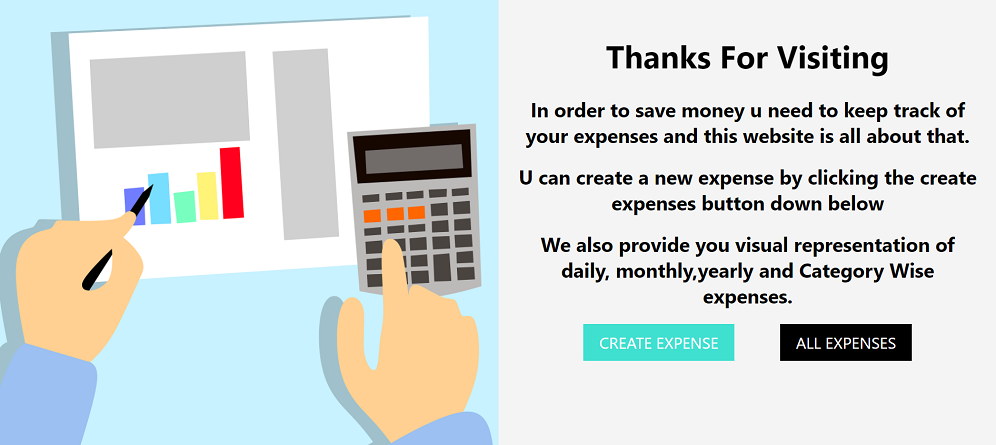 Thanks For Visiting
In order to save money u need to keep track of
your expenses and this website is all about that.
U can create a new expense by clicking the create
expenses button down below
We also provide you visual representation of
daily, monthly,yearly and Category Wise
expenses.
CREATE EXPENSE
ALL EXPENSES